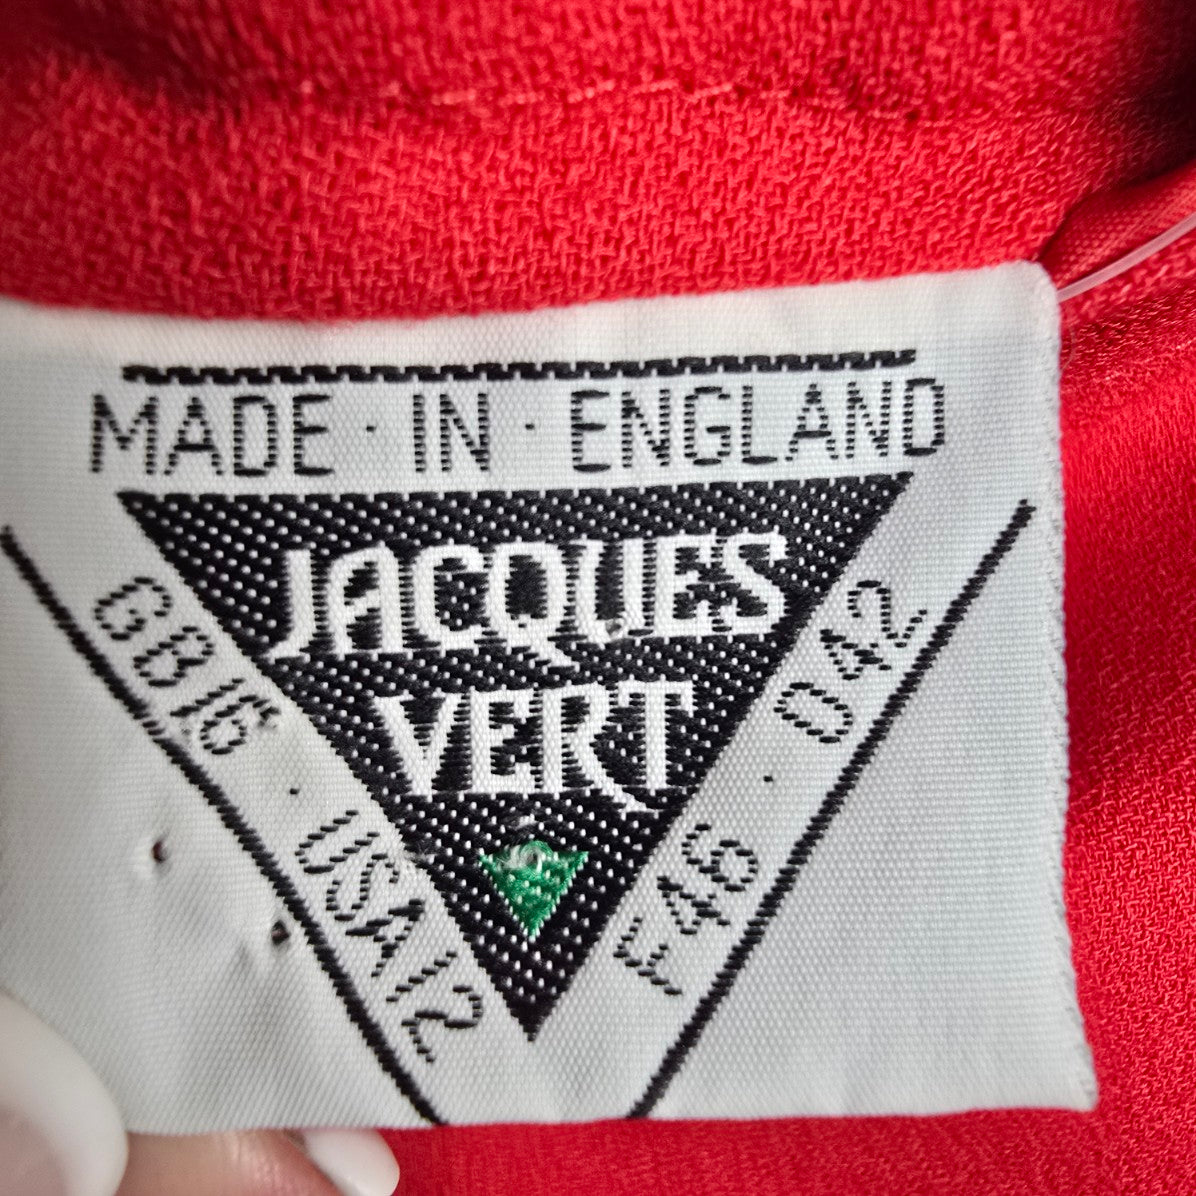 MADE · IN · ENGLAND
JACQUES
VERT
GB16 · USA12
F46 · D42